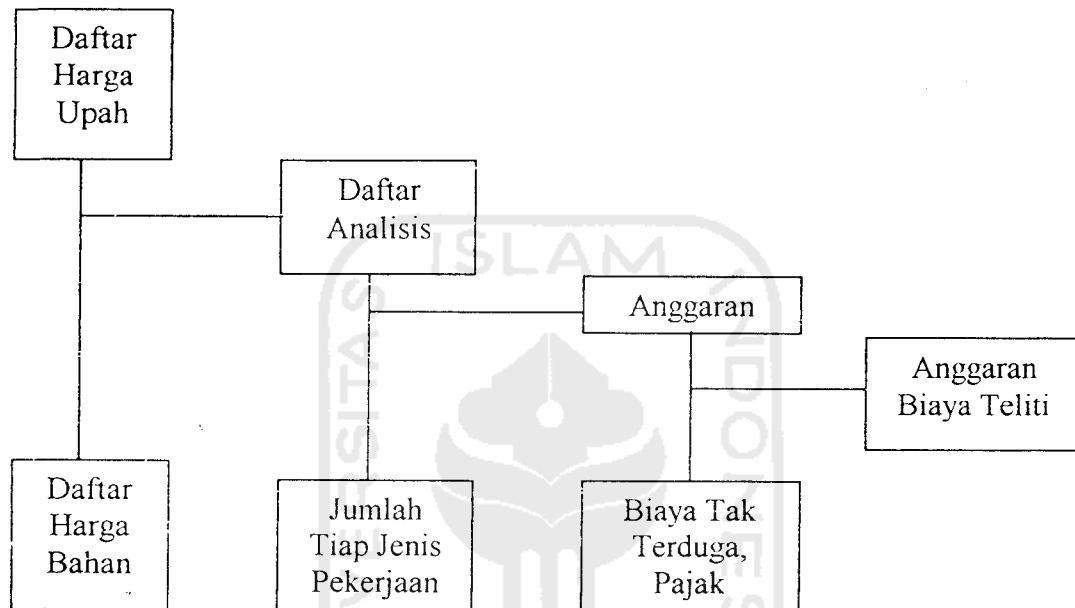 Daftar
Harga
Upah
Daftar
Analisis
Anggaran
Anggaran
Biaya Teliti
Daftar
Harga
Bahan
Jumlah
Tiap Jenis
Pekerjaan
Biaya Tak
Terduga,
Pajak
ISLAM